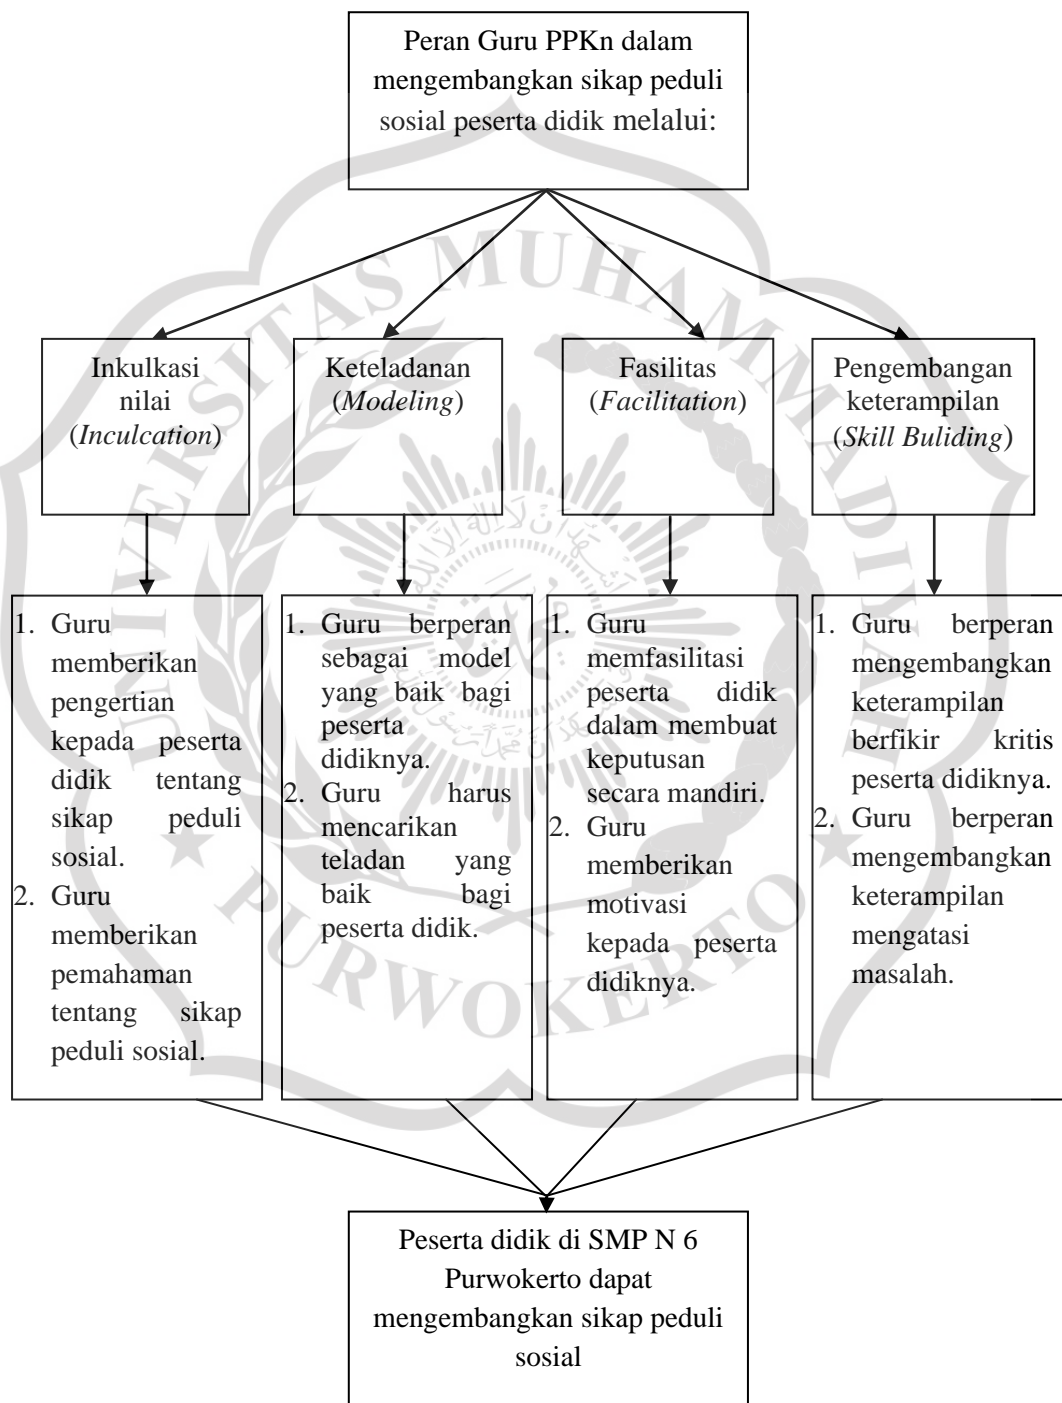 Peran Guru PPKn dalam
mengembangkan sikap peduli
sosial peserta didik melalui:
Inkulkasi
nilai
(Inculcation)
Keteladanan
(Modeling)
Fasilitas
(Facilitation)
Pengembangan
keterampilan
(Skill Buliding)
1. Guru
memberikan
pengertian
kepada peserta
didik tentang
sikap peduli
sosial.
2. Guru
memberikan
pemahaman
tentang sikap
peduli sosial.
1. Guru berperan
sebagai model
yang baik bagi
peserta
didiknya.
2. Guru harus
mencarikan
teladan yang
baik bagi
peserta didik.
1. Guru
memfasilitasi
peserta didik
dalam membuat
keputusan
secara mandiri.
2. Guru
memberikan
motivasi
kepada peserta
didiknya.
1. Guru berperan
mengembangkan
keterampilan
berfikir kritis
peserta didiknya.
2. Guru berperan
mengembangkan
keterampilan
mengatasi
masalah.
Peserta didik di SMP N 6
Purwokerto dapat
mengembangkan sikap peduli
sosial
UNIVERSITAS MUHAMMADIYAH
PURWOKERTO